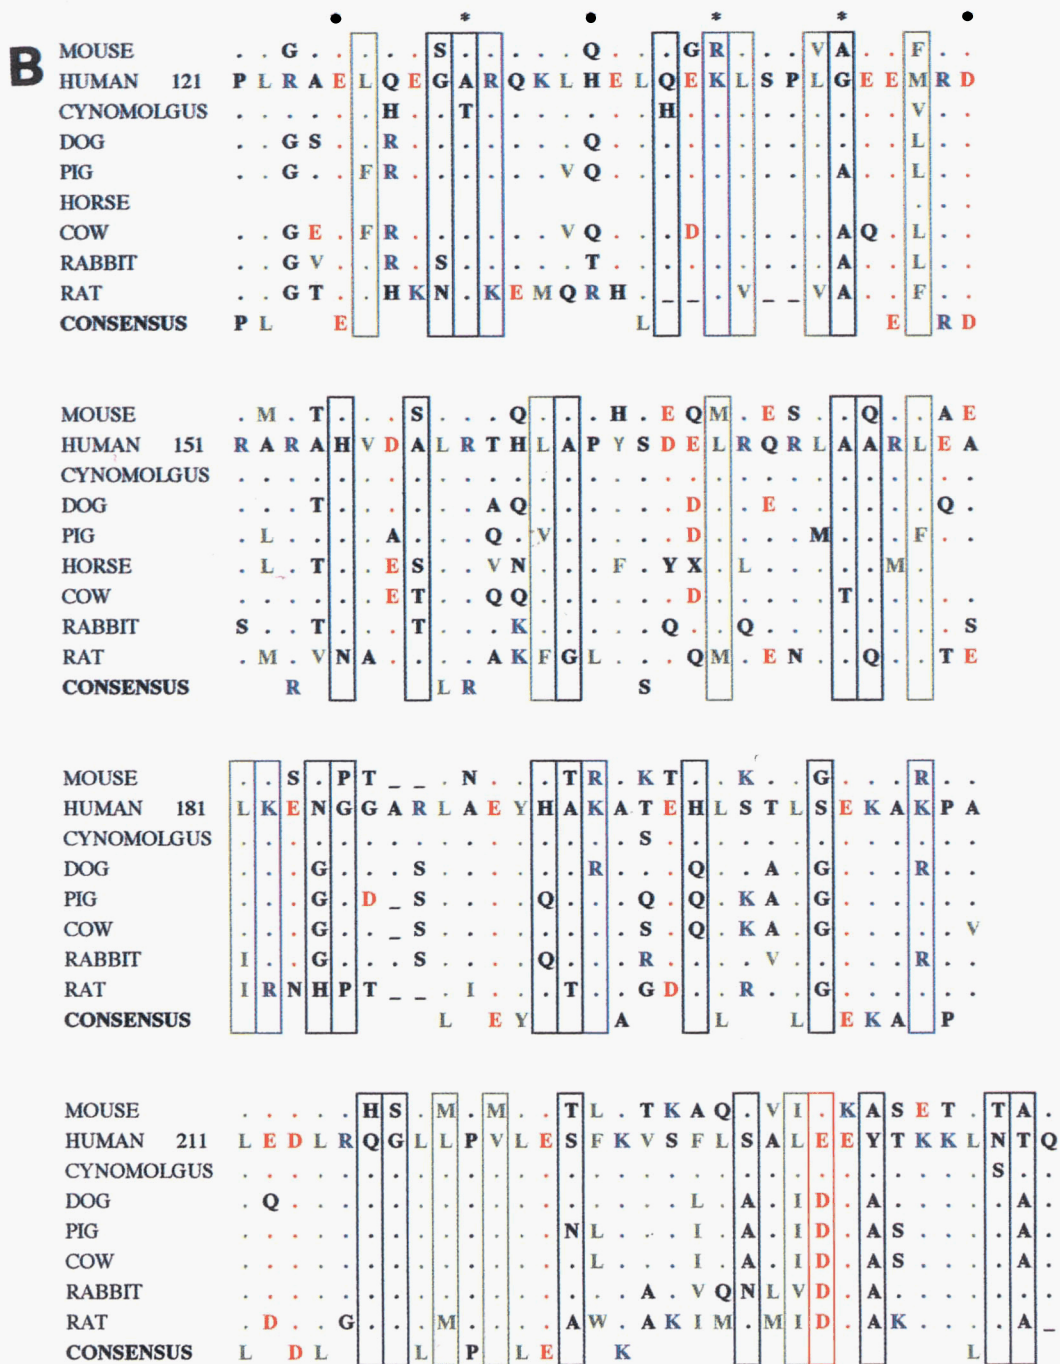 • * • * * •
B
MOUSE . . G . . . . . S . . . . . Q . . . G R . . . V A . . F . .
HUMAN 121 P L R A E L Q E G A R Q K L H E L Q E K L S P L G E E M R D
CYNOMOLGUS . . . . . . H . . T . . . . . . . H . . . . . . . . . V . .
DOG . . G S . . R . . . . . . . Q . . . . . . . . . . . . L . .
PIG . . G . . F R . . . . . . V Q . . . . . . . . . A . . L . .
HORSE . . .
COW . . G E . F R . . . . . . V Q . . . D . . . . . A Q . L . .
RABBIT . . G V . . R . S . . . . . T . . . . . . . . . A . . L . .
RAT . . G T . . H K N . K E M Q R H . _ _ . V _ _ V A . . F . .
CONSENSUS P L E L E R D
MOUSE . M . T . . . S . . . Q . . . H . E Q M . E S . . Q . . A E
HUMAN 151 R A R A H V D A L R T H L A P Y S D E L R Q R L A A R L E A
CYNOMOLGUS . . . . . . . . . . . . . . . . . . . . . . . . . . . . . .
DOG . . . T . . . . . . A Q . . . . . . D . . E . . . . . . Q .
PIG . L . . . . A . . . Q . V . . . . . D . . . . M . . . F . .
HORSE . L . T . . E S . . V N . . . F . Y X . L . . . . . M .
COW . . . . . . E T . . Q Q . . . . . . D . . . . . T . . . . .
RABBIT S . . T . . . T . . . K . . . . . Q . . Q . . . . . . . . S
RAT . M . V N A . . . . A K F G L . . . Q M . E N . . Q . . T E
CONSENSUS R L R S
MOUSE . . S . P T _ _ . N . . . T R . K T . . K . . G . . . R . .
HUMAN 181 L K E N G G A R L A E Y H A K A T E H L S T L S E K A K P A
CYNOMOLGUS . . . . . . . . . . . . . . . . S . . . . . . . . . . . . .
DOG . . . G . . . S . . . . . . R . . . Q . . A . G . . . R . .
PIG . . . G . D _ S . . . . Q . . . Q . Q . K A . G . . . . . .
COW . . . G . . _ S . . . . . . . . S . Q . K A . G . . . . . V
RABBIT I . . G . . . S . . . . Q . . . R . . . . V . . . . . R . .
RAT I R N H P T _ _ . I . . . T . . G D . . R . . G . . . . . .
CONSENSUS L E Y A L L E K A P
MOUSE . . . . . H S . M . M . . T L . T K A Q . V I . K A S E T . T A .
HUMAN 211 L E D L R Q G L L P V L E S F K V S F L S A L E E Y T K K L N T Q
CYNOMOLGUS . . . . . . . . . . . . . . . . . . . . . . . . . . . . . . S . .
DOG . Q . . . . . . . . . . . . . . . . L . A . I D . A . . . . . A .
PIG . . . . . . . . . . . . . N L . . . I . A . I D . A S . . . . A .
COW . . . . . . . . . . . . . . L . . . I . A . I D . A S . . . . A .
RABBIT . . . . . . . . . . . . . . . . A . V Q N L V D . A . . . . . . .
RAT . D . . G . . . M . . . . A W . A K I M . M I D . A K . . . . A _
CONSENSUS L D L L P L E K L